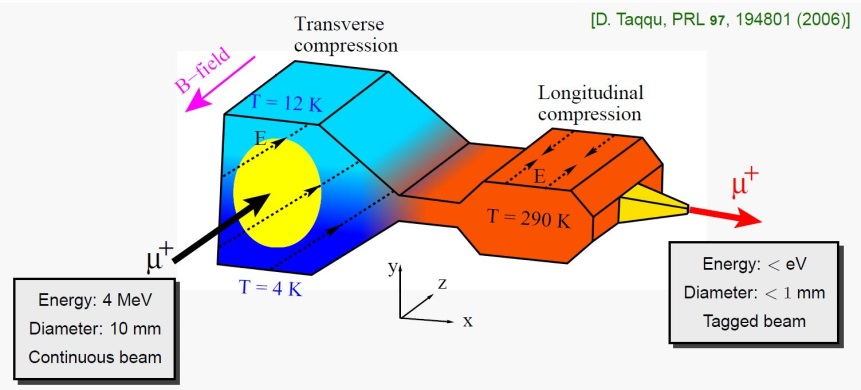 [D. Taqqu, PRL 97, 194801 (2006)]
Transverse
compression
B-field
T = 12 K
E
Longitudinal
compression
E
T = 290 K
μ+
μ+
T = 4 K
y
z
x
Energy: 4 MeV
Diameter: 10 mm
Continuous beam
Energy: < eV
Diameter: < 1 mm
Tagged beam